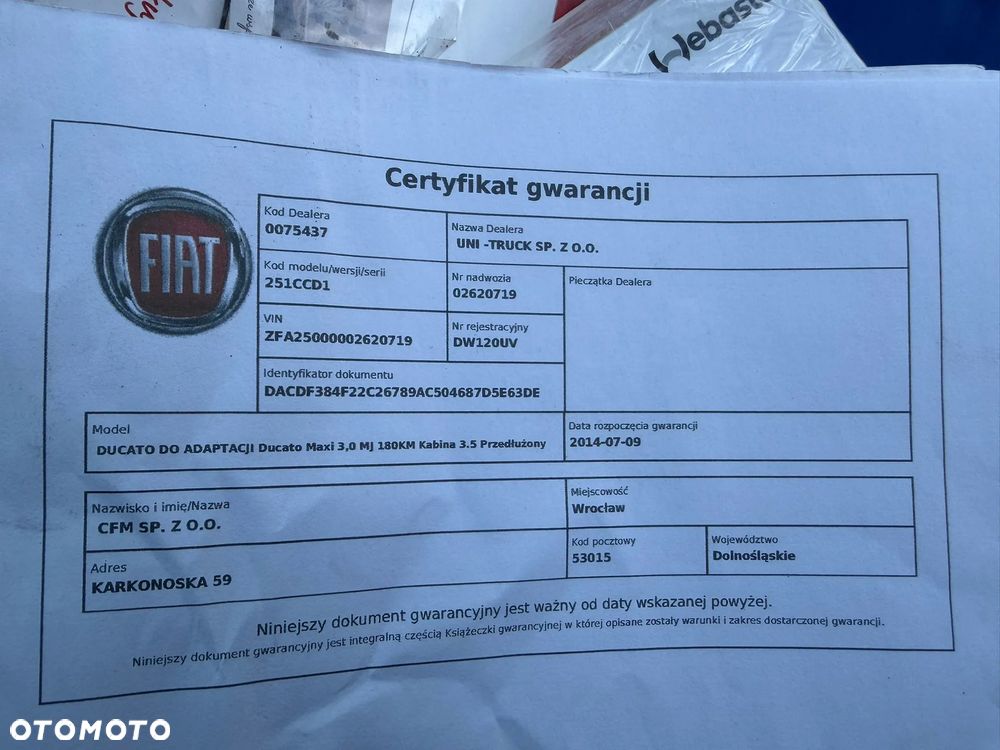 Webasto
Certyfikat gwarancji
FIAT
Kod Dealera
0075437
Nazwa Dealera
UNI -TRUCK SP. Z O.O.
Kod modelu/wersji/serii
251CCD1
Nr nadwozia
02620719
Pieczątka Dealera
VIN
ZFA25000002620719
Nr rejestracyjny
DW120UV
Identyfikator dokumentu
DACDF384F22C26789AC504687D5E63DE
Model
DUCATO DO ADAPTACJI Ducato Maxi 3,0 MJ 180KM Kabina 3.5 Przedłużony
Data rozpoczęcia gwarancji
2014-07-09
Nazwisko i imię/Nazwa
CFM SP. Z O.O.
Miejscowość
Wrocław
Adres
KARKONOSKA 59
Kod pocztowy
53015
Województwo
Dolnośląskie
Niniejszy dokument gwarancyjny jest ważny od daty wskazanej powyżej.
Niniejszy dokument gwarancyjny jest integralną częścią Książeczki gwarancyjnej w której opisane zostały warunki i zakres dostarczonej gwarancji.
OTOMOTO